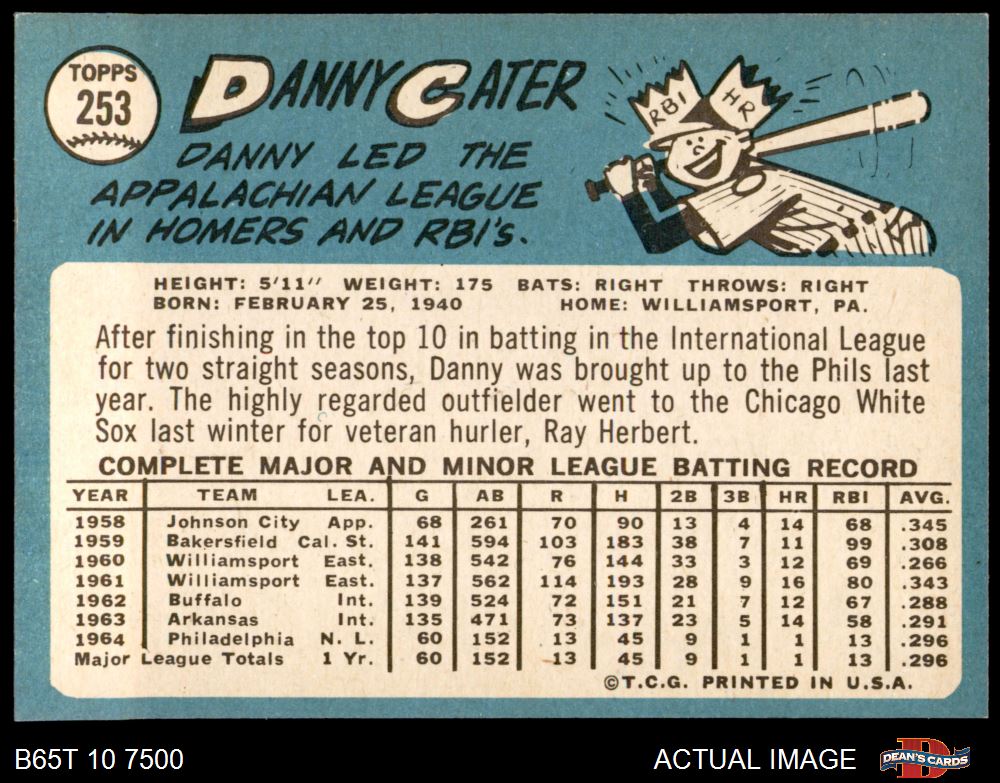 TOPPS
253
DANNY CATER
DANNY LED THE
APPALACHIAN LEAGUE
IN HOMERS AND RBI'S.
RBI HR
HEIGHT: 5'11" WEIGHT: 175 BATS: RIGHT THROWS: RIGHT
BORN: FEBRUARY 25, 1940 HOME: WILLIAMSPORT, PA.
After finishing in the top 10 in batting in the International League
for two straight seasons, Danny was brought up to the Phils last
year. The highly regarded outfielder went to the Chicago White
Sox last winter for veteran hurler, Ray Herbert.
COMPLETE MAJOR AND MINOR LEAGUE BATTING RECORD
YEAR TEAM LEA. G AB R H 2B 3B HR RBI AVG.
1958 Johnson City App. 68 261 70 90 13 4 14 68 .345
1959 Bakersfield Cal. St. 141 594 103 183 38 7 11 99 .308
1960 Williamsport East. 138 542 76 144 33 3 12 69 .266
1961 Williamsport East. 137 562 114 193 28 9 16 80 .343
1962 Buffalo Int. 139 524 72 151 21 7 12 67 .288
1963 Arkansas Int. 135 471 73 137 23 5 14 58 .291
1964 Philadelphia N. L. 60 152 13 45 9 1 1 13 .296
Major League Totals 1 Yr. 60 152 13 45 9 1 1 13 .296
©T.C.G. PRINTED IN U.S.A.
B65T 10 7500 ACTUAL IMAGE DEAN'S CARDS